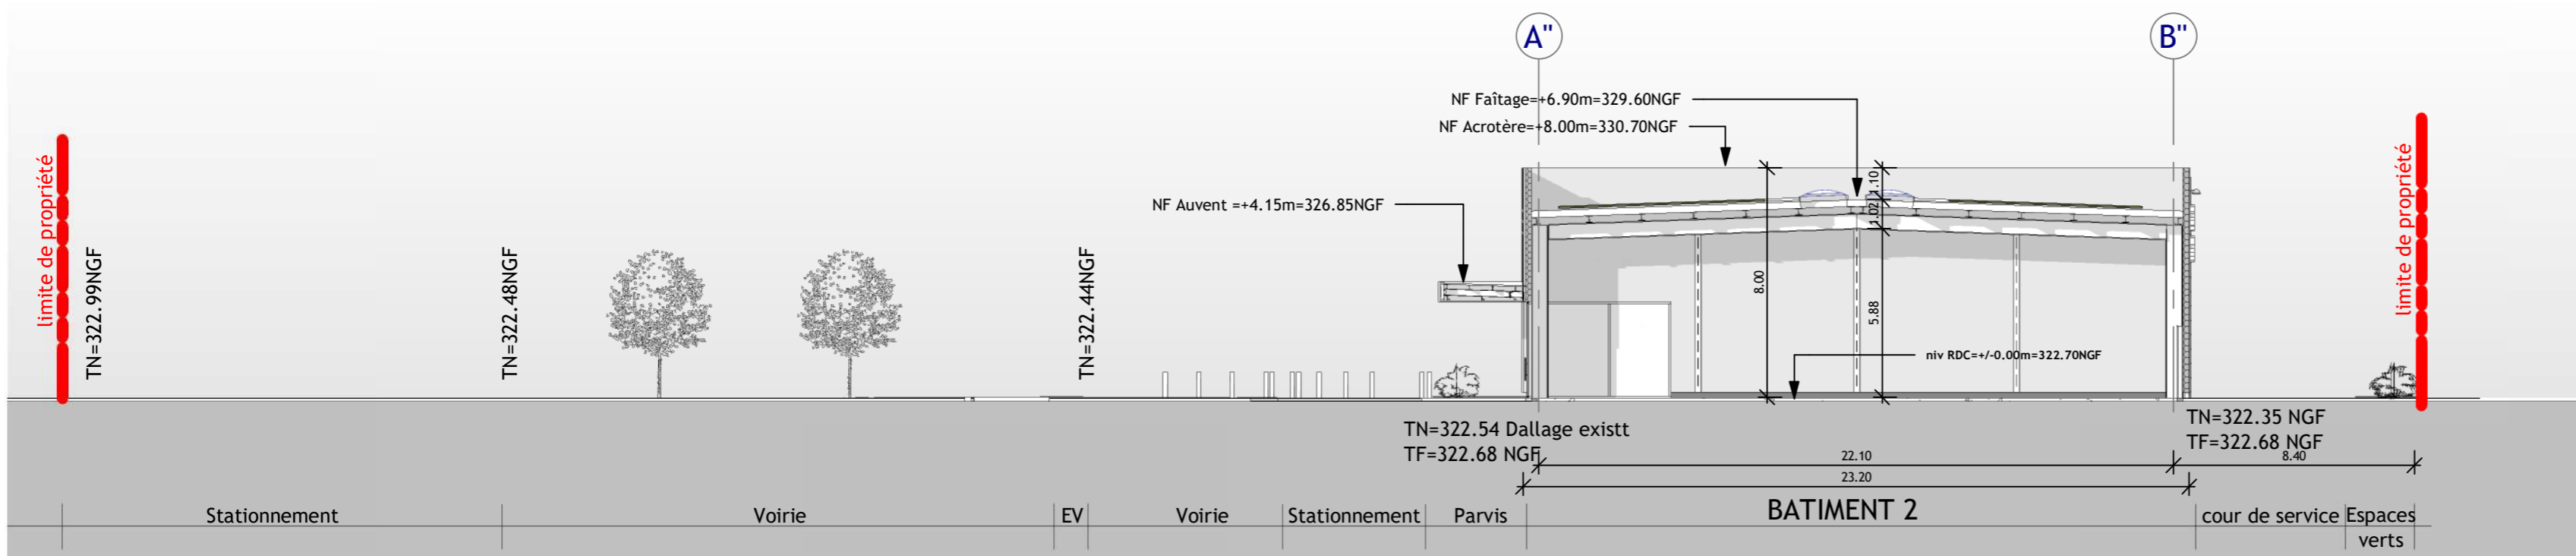 A"
B"
NF Faîtage=+6.90m=329.60NGF
NF Acrotère=+8.00m=330.70NGF
NF Auvent =+4.15m=326.85NGF
limite de propriété
TN=322.99NGF
TN=322.48NGF
TN=322.44NGF
1.10
1.02
8.00
5.88
niv RDC=+/-0.00m=322.70NGF
limite de propriété
TN=322.54 Dallage existt
TF=322.68 NGF
TN=322.35 NGF
TF=322.68 NGF
22.10
8.40
23.20
BATIMENT 2
Stationnement
Voirie
EV
Voirie
Stationnement
Parvis
cour de service
Espaces
verts